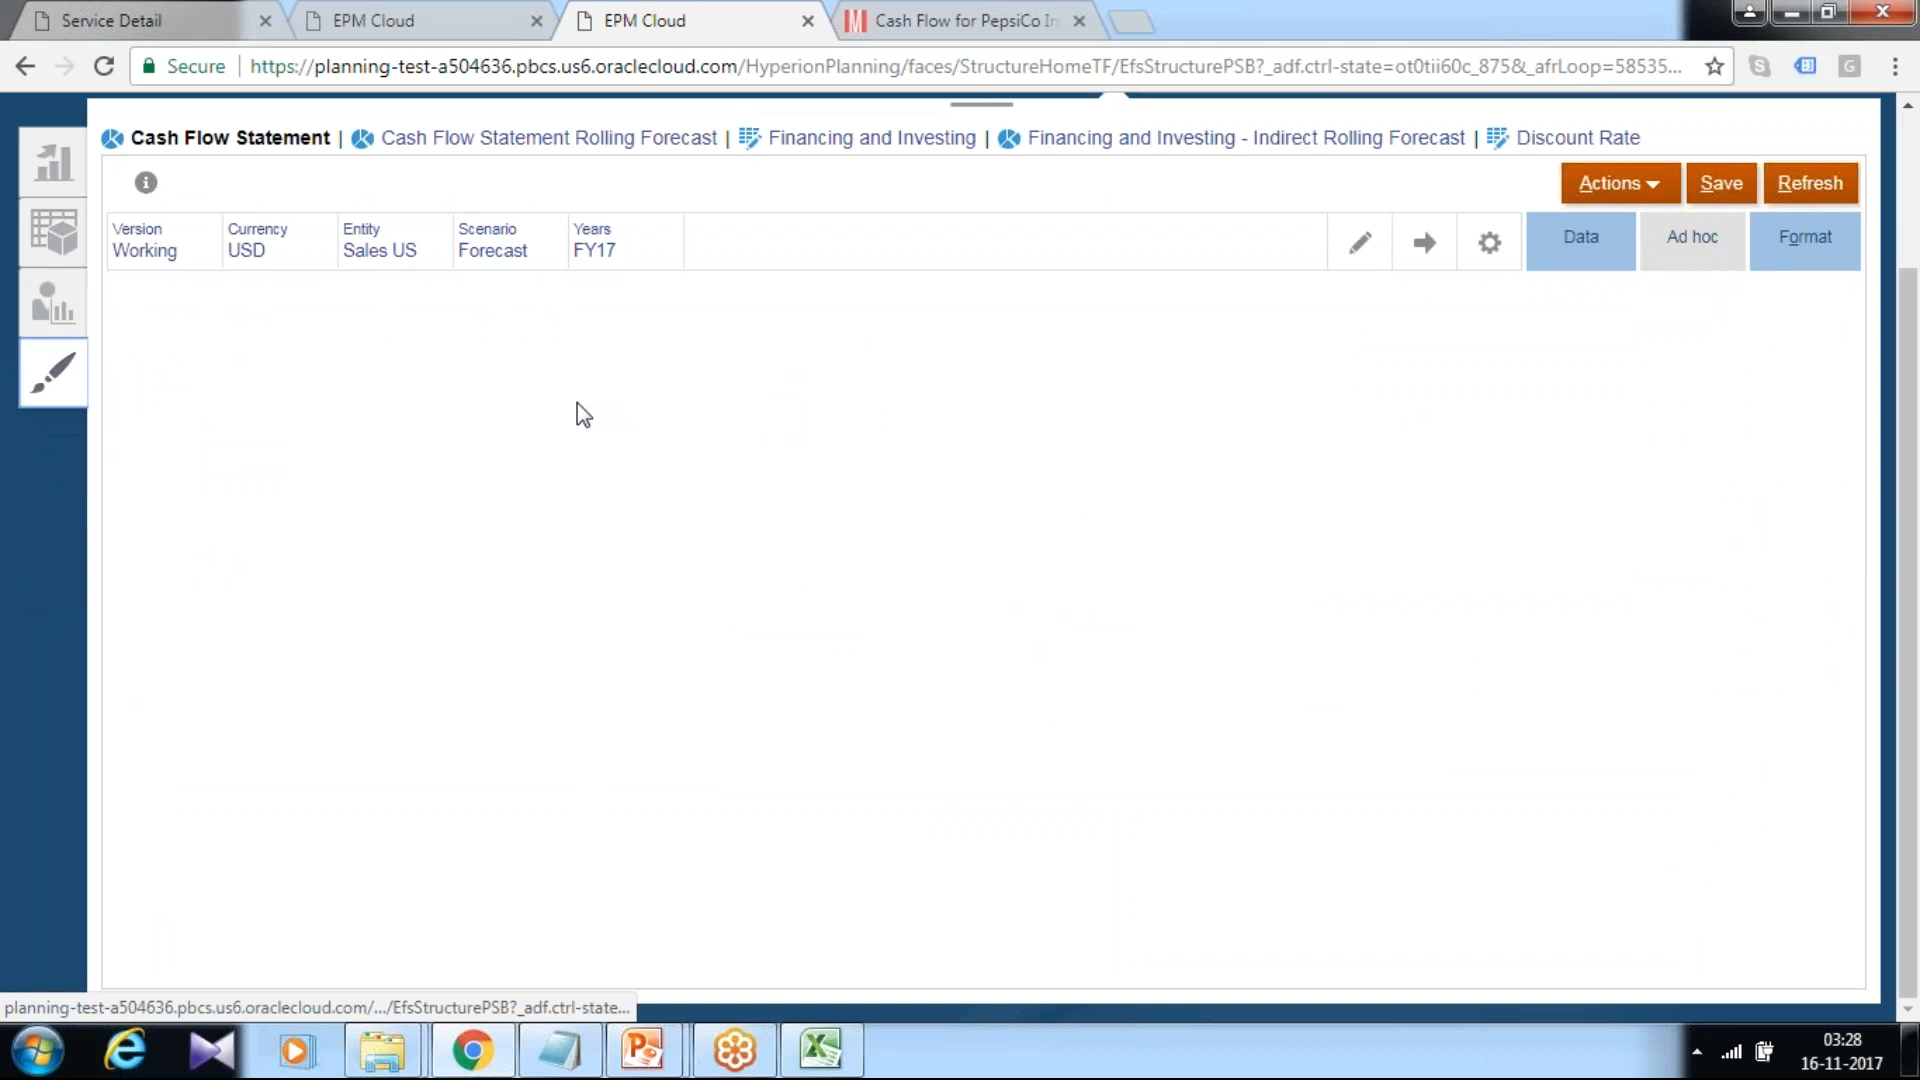 Service Detail
EPM Cloud
EPM Cloud
Cash Flow for PepsiCo In
Secure | https://planning-test-a504636.pbcs.us6.oraclecloud.com/HyperionPlanning/faces/StructureHomeTF/EfsStructurePSB?_adf.ctrl-state=ot0tii60c_875&_afrLoop=58535...
Cash Flow Statement | Cash Flow Statement Rolling Forecast | Financing and Investing | Financing and Investing - Indirect Rolling Forecast | Discount Rate
Actions Save Refresh
Version Currency Entity Scenario Years
Working USD Sales US Forecast FY17
Data Ad hoc Format
planning-test-a504636.pbcs.us6.oraclecloud.com/.../EfsStructurePSB?_adf.ctrl-state...
03:28
16-11-2017